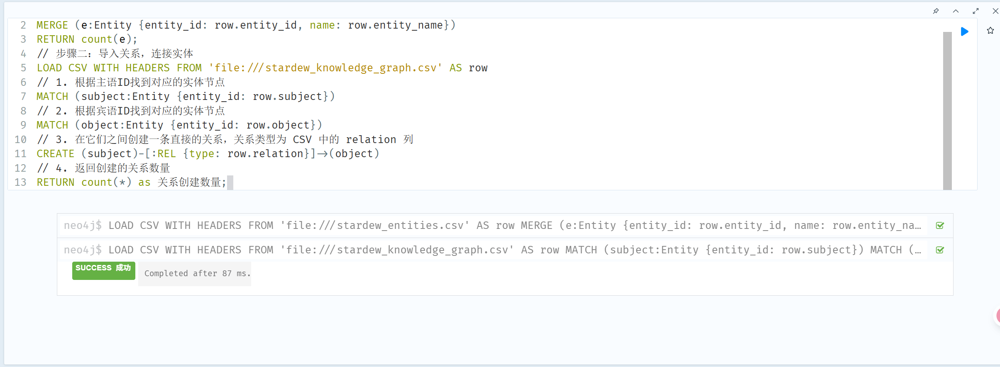 2 MERGE (e:Entity {entity_id: row.entity_id, name: row.entity_name})
3 RETURN count(e);
4 // 步骤二：导入关系，连接实体
5 LOAD CSV WITH HEADERS FROM 'file:///stardew_knowledge_graph.csv' AS row
6 // 1. 根据主语ID找到对应的实体节点
7 MATCH (subject:Entity {entity_id: row.subject})
8 // 2. 根据宾语ID找到对应的实体节点
9 MATCH (object:Entity {entity_id: row.object})
10 // 3. 在它们之间创建一条直接的关系，关系类型为 CSV 中的 relation 列
11 CREATE (subject)-[:REL {type: row.relation}]->(object)
12 // 4. 返回创建的关系数量
13 RETURN count(*) as 关系创建数量;
neo4j$ LOAD CSV WITH HEADERS FROM 'file:///stardew_entities.csv' AS row MERGE (e:Entity {entity_id: row.entity_id, name: row.entity_na…
neo4j$ LOAD CSV WITH HEADERS FROM 'file:///stardew_knowledge_graph.csv' AS row MATCH (subject:Entity {entity_id: row.subject}) MATCH (…
SUCCESS 成功 Completed after 87 ms.